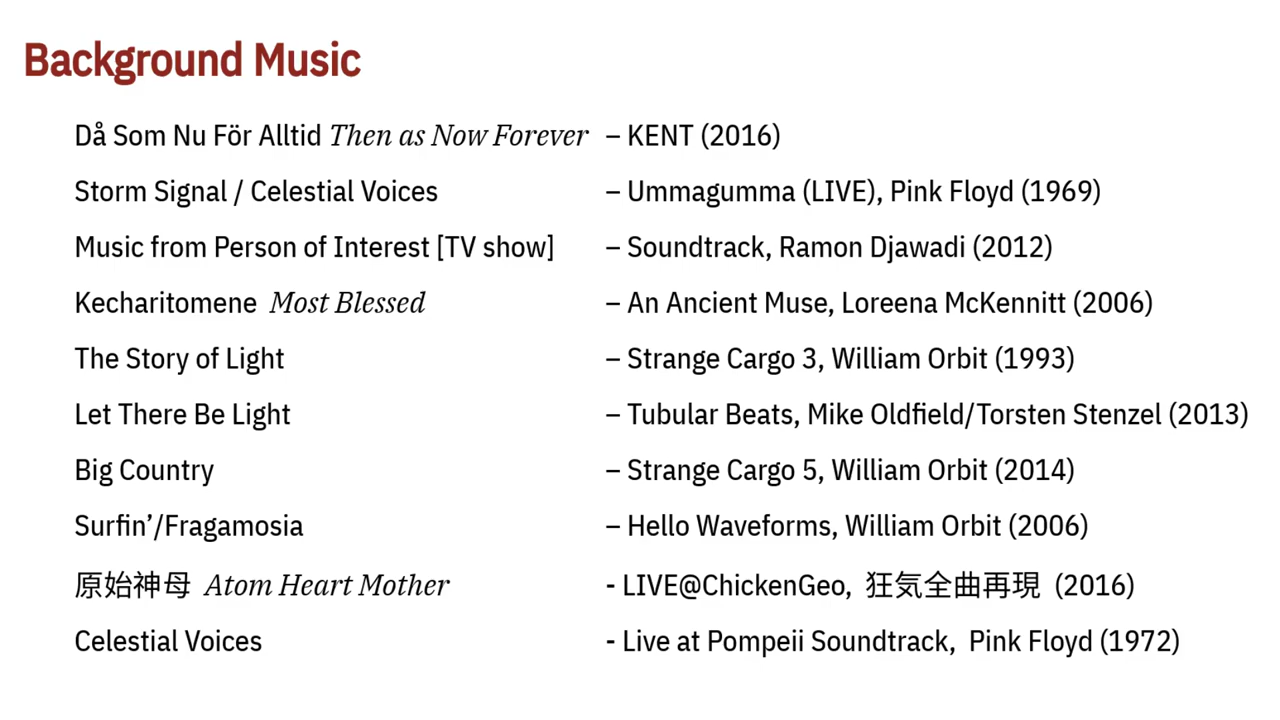 Background Music
Då Som Nu För Alltid Then as Now Forever – KENT (2016)
Storm Signal / Celestial Voices – Ummagumma (LIVE), Pink Floyd (1969)
Music from Person of Interest [TV show] – Soundtrack, Ramon Djawadi (2012)
Kecharitomene Most Blessed – An Ancient Muse, Loreena McKennitt (2006)
The Story of Light – Strange Cargo 3, William Orbit (1993)
Let There Be Light – Tubular Beats, Mike Oldfield/Torsten Stenzel (2013)
Big Country – Strange Cargo 5, William Orbit (2014)
Surfin’/Fragamosia – Hello Waveforms, William Orbit (2006)
原始神母 Atom Heart Mother - LIVE@ChickenGeo, 狂気全曲再現 (2016)
Celestial Voices - Live at Pompeii Soundtrack, Pink Floyd (1972)